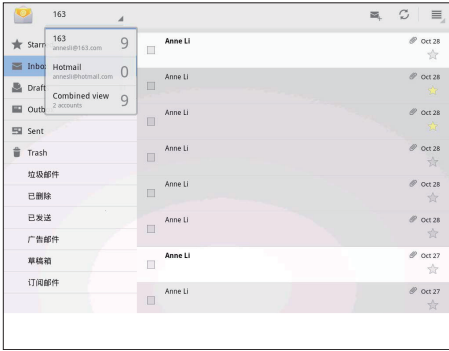 163
163
annesli@163.com
9
Hotmail
annesli@hotmail.com
0
Combined view
2 accounts
9
Starr
Inbo
Draft
Outb
Sent
Trash
垃圾邮件
已删除
已发送
广告邮件
草稿箱
订阅邮件
Anne Li
Oct 28
Anne Li
Oct 28
Anne Li
Oct 28
Anne Li
Oct 28
Anne Li
Oct 28
Anne Li
Oct 28
Anne Li
Oct 27
Anne Li
Oct 27